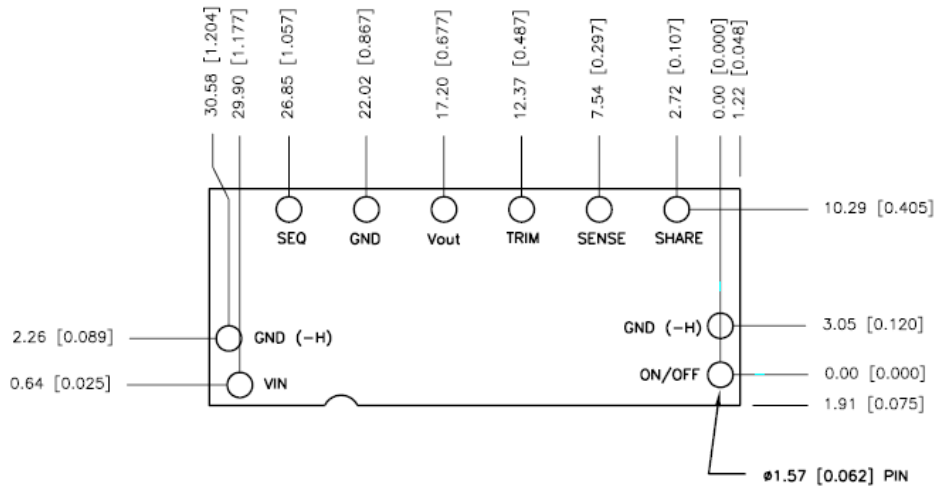 30.58 [1.204]
29.90 [1.177]
26.85 [1.057]
22.02 [0.867]
17.20 [0.677]
12.37 [0.487]
7.54 [0.297]
2.72 [0.107]
0.00 [0.000]
1.22 [0.048]
SEQ GND Vout TRIM SENSE SHARE
10.29 [0.405]
2.26 [0.089] GND (-H)
GND (-H) 3.05 [0.120]
0.64 [0.025] VIN
ON/OFF 0.00 [0.000]
1.91 [0.075]
ø1.57 [0.062] PIN